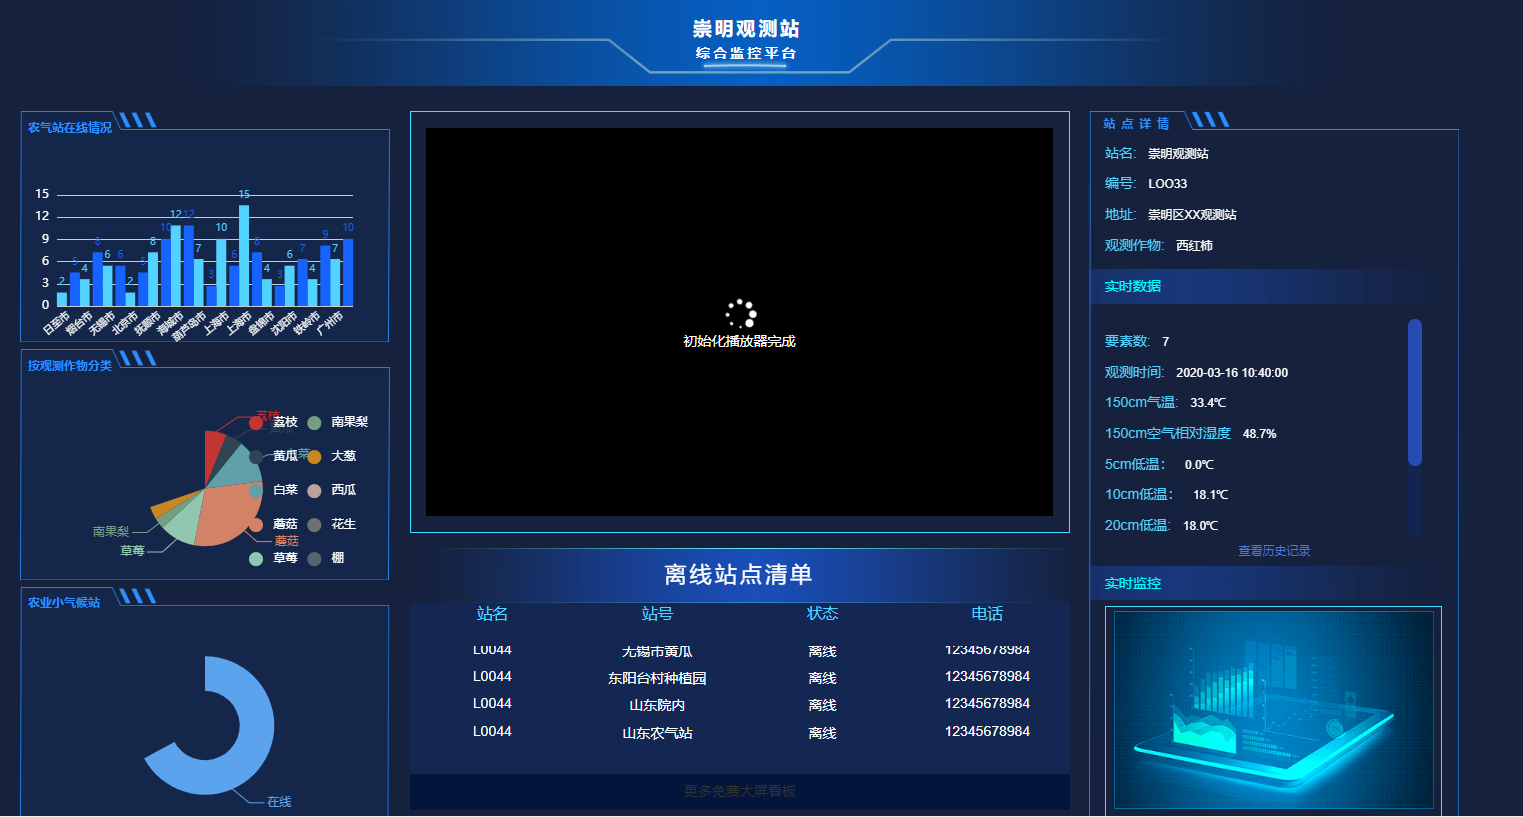 崇明观测站
综合监控平台
农气站在线情况
15
12
9
6
3
0
2
5
4
8
6
6
2
5
8
10
12
12
7
3
10
6
15
8
4
3
6
7
4
9
7
10
日至市
烟台市
无锡市
北京市
抚顺市
海城市
葫芦岛市
上海市
上海市
盘锦市
沈阳市
铁岭市
广州市
按观测作物分类
荔枝
南果梨
草莓
蘑菇
荔枝
南果梨
黄瓜
大葱
白菜
西瓜
蘑菇
花生
草莓
棚
农业小气候站
在线
初始化播放器完成
离线站点清单
站名 站号 状态 电话
L0044 无锡市黄瓜 离线 12345678984
L0044 东阳台村种植园 离线 12345678984
L0044 山东院内 离线 12345678984
L0044 山东农气站 离线 12345678984
更多免费大屏看板
站点详情
站名: 崇明观测站
编号: LOO33
地址: 崇明区XX观测站
观测作物: 西红柿
实时数据
要素数: 7
观测时间: 2020-03-16 10:40:00
150cm气温: 33.4℃
150cm空气相对湿度 48.7%
5cm低温: 0.0℃
10cm低温: 18.1℃
20cm低温: 18.0℃
查看历史记录
实时监控